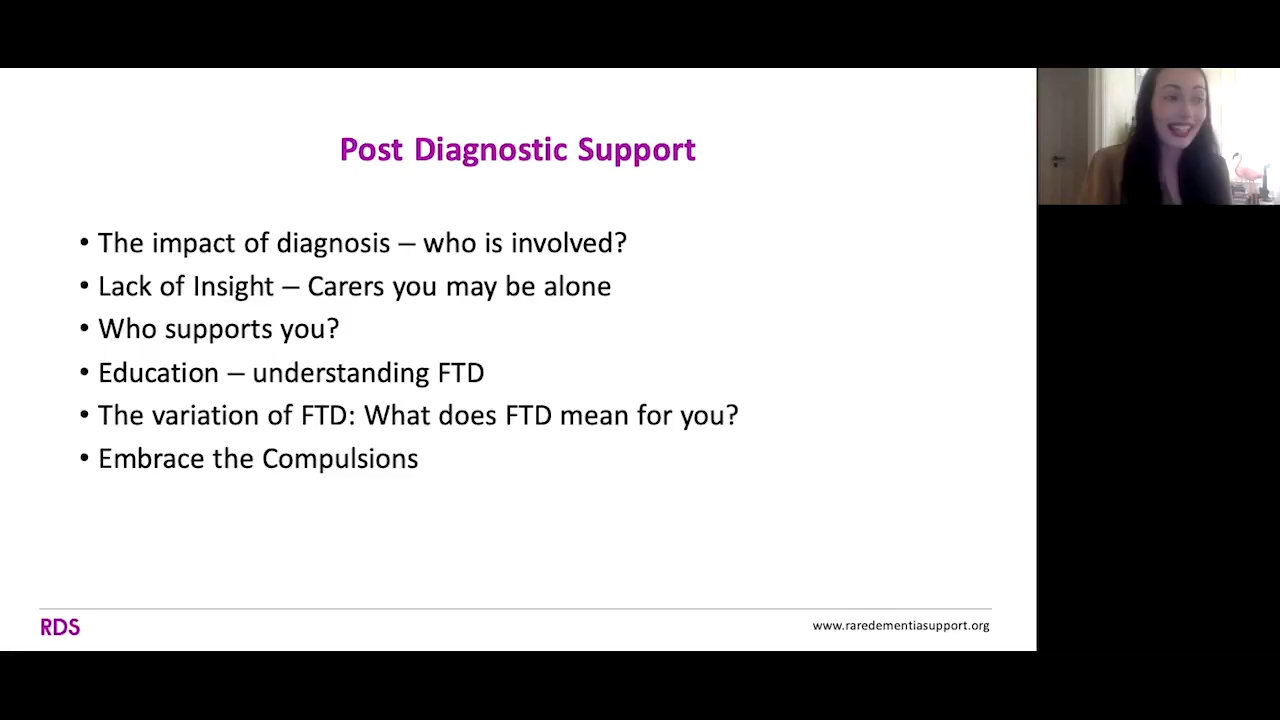 Post Diagnostic Support
• The impact of diagnosis – who is involved?
• Lack of Insight – Carers you may be alone
• Who supports you?
• Education – understanding FTD
• The variation of FTD: What does FTD mean for you?
• Embrace the Compulsions
RDS
www.raredementiasupport.org